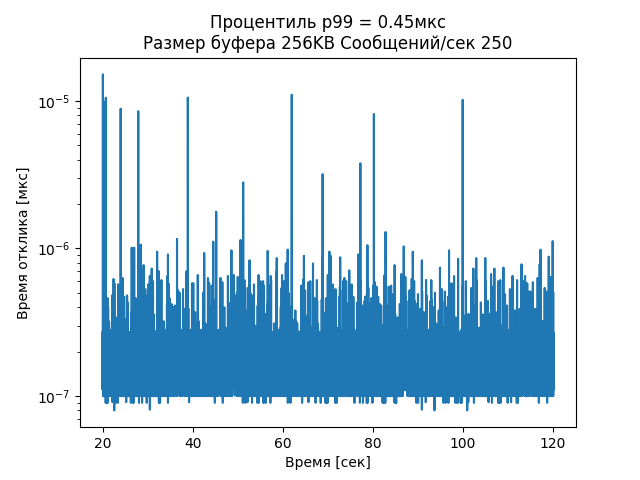 Процентиль p99 = 0.45мкс
Размер буфера 256KB Сообщений/сек 250
Время отклика [мкс]
10⁻⁵
10⁻⁶
10⁻⁷
20 40 60 80 100 120
Время [сек]